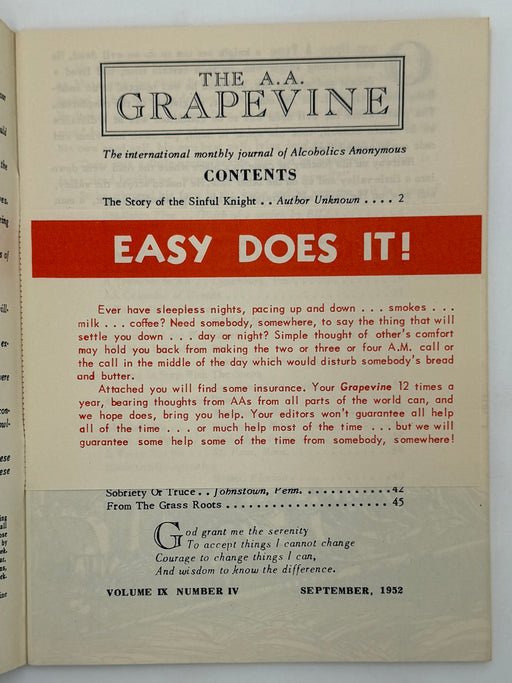 THE A.A.
GRAPEVINE
The international monthly journal of Alcoholics Anonymous
CONTENTS
The Story of the Sinful Knight . . Author Unknown . . . . 2
EASY DOES IT!
Ever have sleepless nights, pacing up and down . . . smokes . . .
milk . . . coffee? Need somebody, somewhere, to say the thing that will
settle you down . . . day or night? Simple thought of other's comfort
may hold you back from making the two or three or four A.M. call or
the call in the middle of the day which would disturb somebody's bread
and butter.
Attached you will find some insurance. Your Grapevine 12 times a
year, bearing thoughts from AAs from all parts of the world can, and
we hope does, bring you help. Your editors won't guarantee all help
all of the time . . . or much help most of the time . . . but we will
guarantee some help some of the time from somebody, somewhere!
Sobriety Or Truce . . Johnstown, Penn. . . . . . . . . . . . . 42
From The Grass Roots . . . . . . . . . . . . . . . . . . . . . 45
God grant me the serenity
To accept things I cannot change
Courage to change things I can,
And wisdom to know the difference.
VOLUME IX NUMBER IV SEPTEMBER, 1952